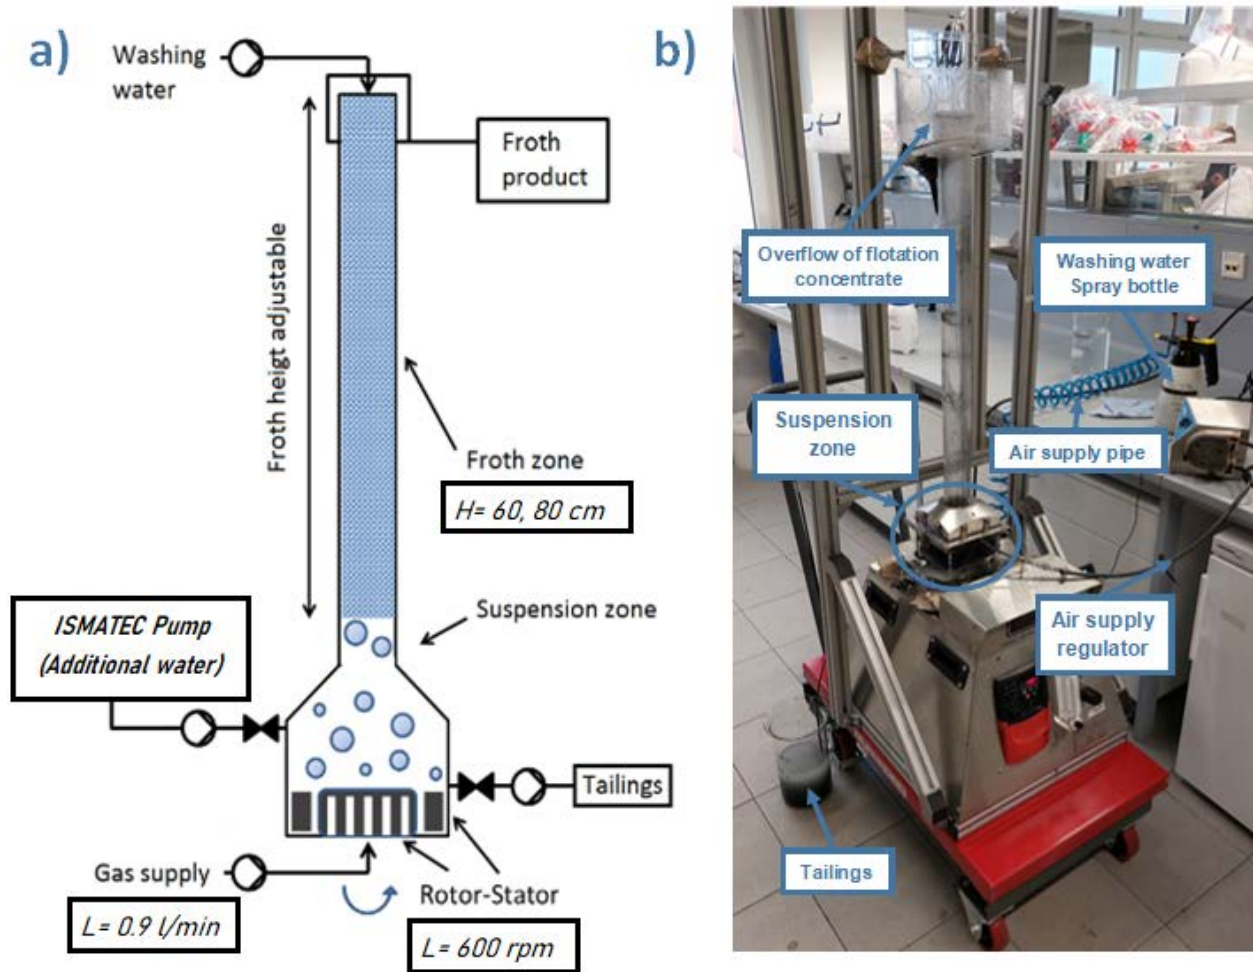 a)
Washing
water
Froth
product
Froth heigt adjustable
Froth zone
H= 60, 80 cm
Suspension zone
ISMATEC Pump
(Additional water)
Tailings
Gas supply
L= 0.9 l/min
Rotor-Stator
L= 600 rpm
b)
Overflow of flotation
concentrate
Washing water
Spray bottle
Suspension
zone
Air supply pipe
Air supply
regulator
Tailings